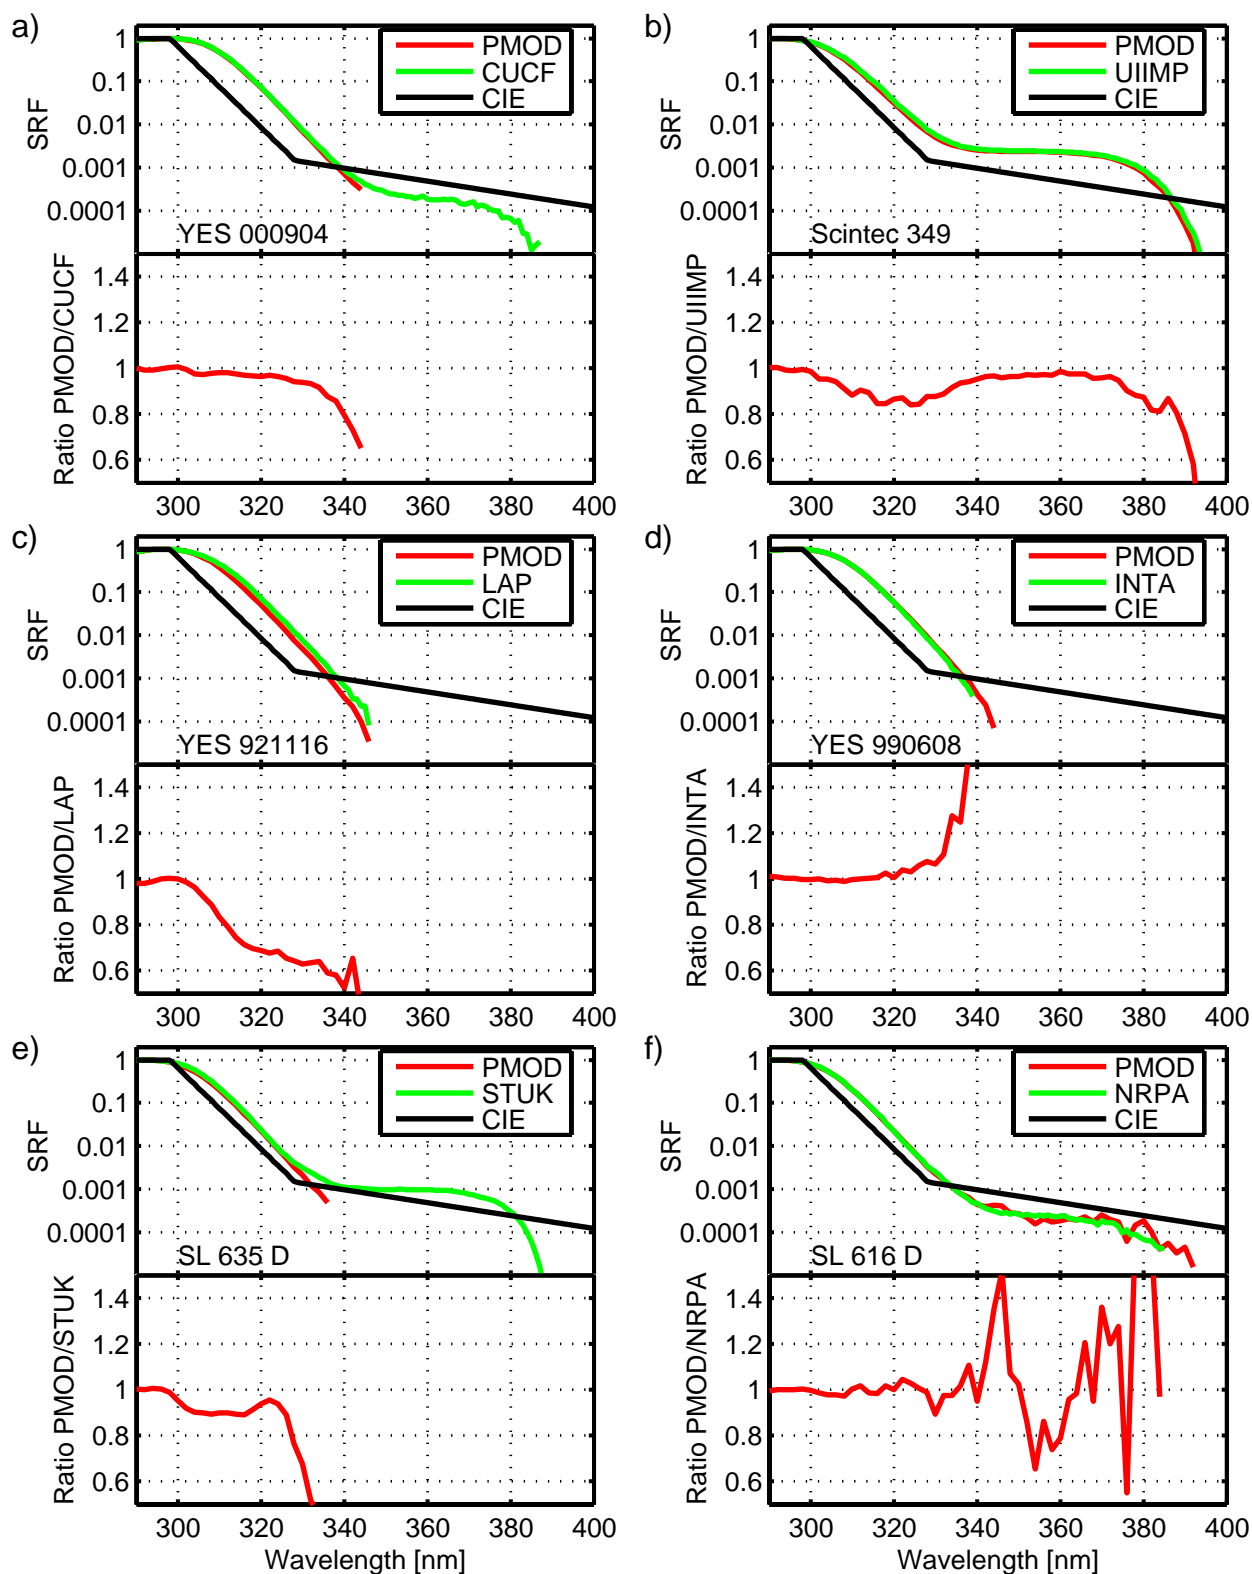 a)
1
0.1
0.01
0.001
0.0001
SRF
PMOD
CUCF
CIE
YES 000904
1.4
1.2
1
0.8
0.6
Ratio PMOD/CUCF
300 320 340 360 380 400
b)
1
0.1
0.01
0.001
0.0001
SRF
PMOD
UIIMP
CIE
Scintec 349
1.4
1.2
1
0.8
0.6
Ratio PMOD/UIIMP
300 320 340 360 380 400
c)
1
0.1
0.01
0.001
0.0001
SRF
PMOD
LAP
CIE
YES 921116
1.4
1.2
1
0.8
0.6
Ratio PMOD/LAP
300 320 340 360 380 400
d)
1
0.1
0.01
0.001
0.0001
SRF
PMOD
INTA
CIE
YES 990608
1.4
1.2
1
0.8
0.6
Ratio PMOD/INTA
300 320 340 360 380 400
e)
1
0.1
0.01
0.001
0.0001
SRF
PMOD
STUK
CIE
SL 635 D
1.4
1.2
1
0.8
0.6
Ratio PMOD/STUK
300 320 340 360 380 400
Wavelength [nm]
f)
1
0.1
0.01
0.001
0.0001
SRF
PMOD
NRPA
CIE
SL 616 D
1.4
1.2
1
0.8
0.6
Ratio PMOD/NRPA
300 320 340 360 380 400
Wavelength [nm]